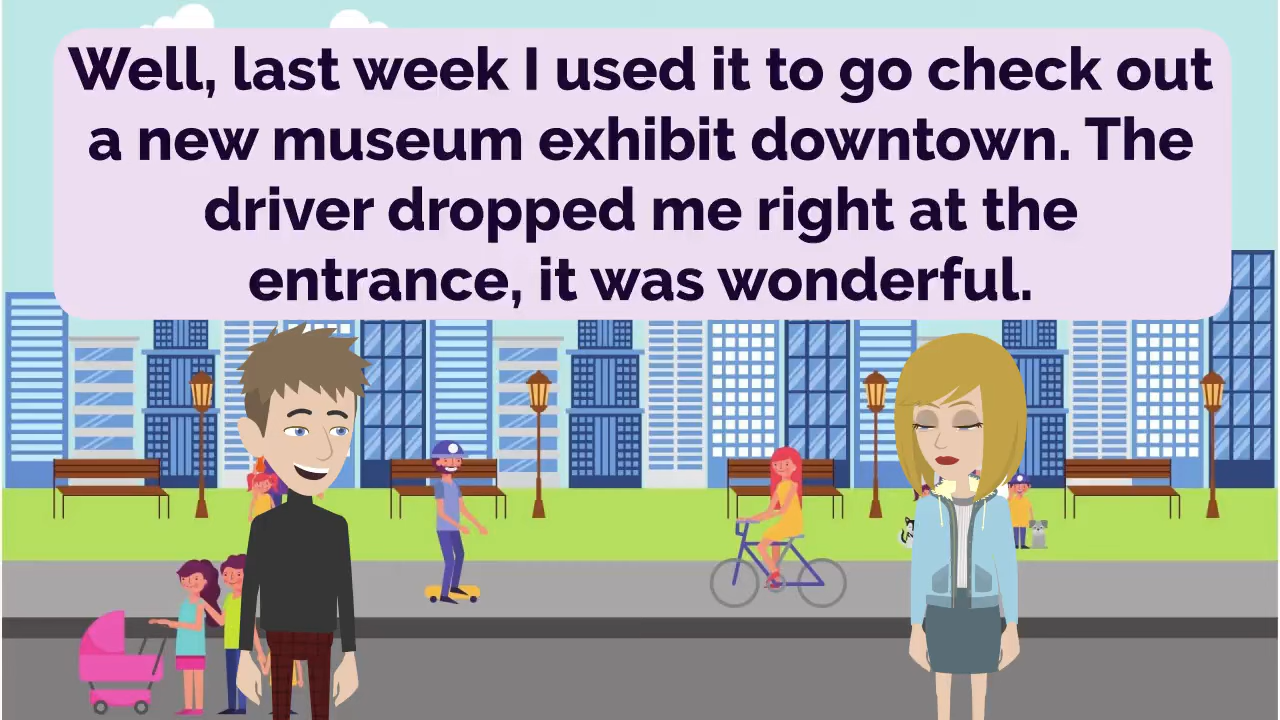 Well, last week I used it to go check out
a new museum exhibit downtown. The
driver dropped me right at the
entrance, it was wonderful.